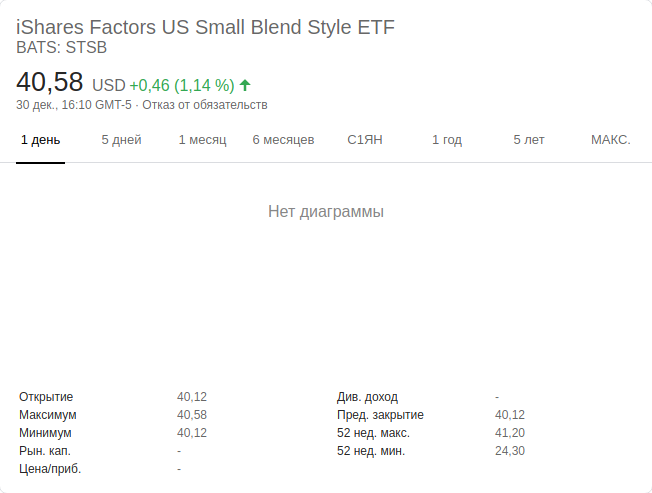 iShares Factors US Small Blend Style ETF
BATS: STSB
40,58 USD +0,46 (1,14 %)
30 дек., 16:10 GMT-5 · Отказ от обязательств
1 день 5 дней 1 месяц 6 месяцев С1ЯН 1 год 5 лет МАКС.
Нет диаграммы
Открытие 40,12 Див. доход -
Максимум 40,58 Пред. закрытие 40,12
Минимум 40,12 52 нед. макс. 41,20
Рын. кап. - 52 нед. мин. 24,30
Цена/приб. -